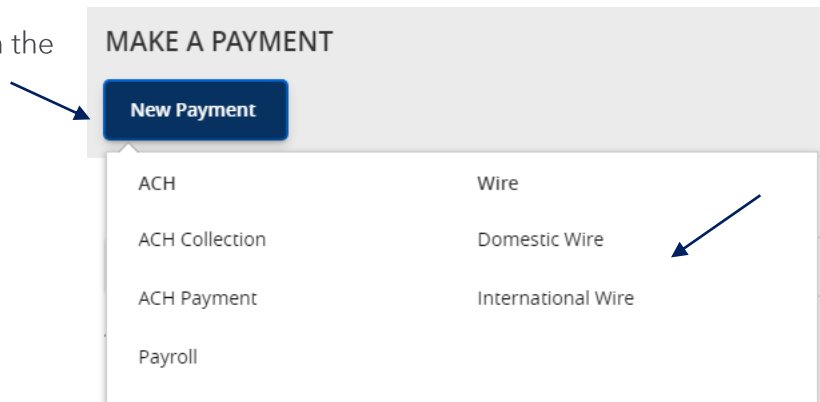 the
MAKE A PAYMENT
New Payment
ACH
Wire
ACH Collection
Domestic Wire
ACH Payment
International Wire
Payroll